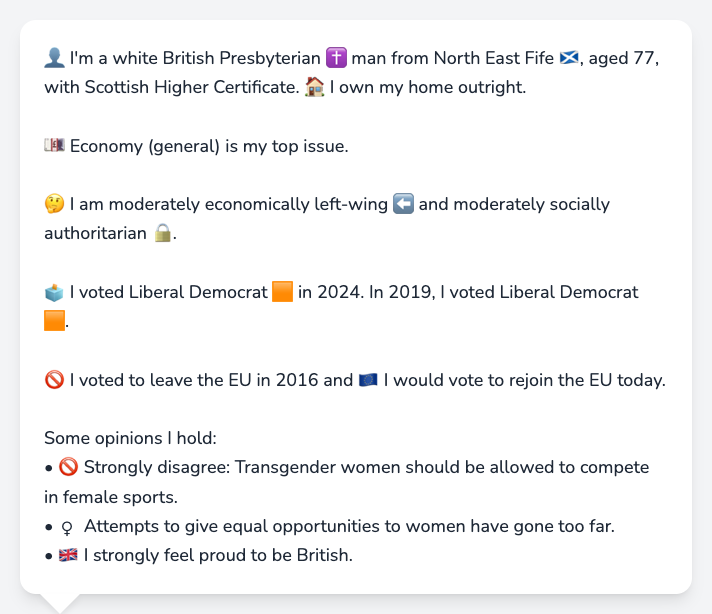 👤 I'm a white British Presbyterian ✝️ man from North East Fife 🏴󠁧󠁢󠁳󠁣󠁴󠁿, aged 77,
with Scottish Higher Certificate. 🏠 I own my home outright.
💷 Economy (general) is my top issue.
🤔 I am moderately economically left-wing ⬅️ and moderately socially
authoritarian 🔒.
🗳️ I voted Liberal Democrat 🟧 in 2024. In 2019, I voted Liberal Democrat
🟧.
🚫 I voted to leave the EU in 2016 and 🇪🇺 I would vote to rejoin the EU today.
Some opinions I hold:
• 🚫 Strongly disagree: Transgender women should be allowed to compete
in female sports.
• ♀ Attempts to give equal opportunities to women have gone too far.
• 🇬🇧 I strongly feel proud to be British.